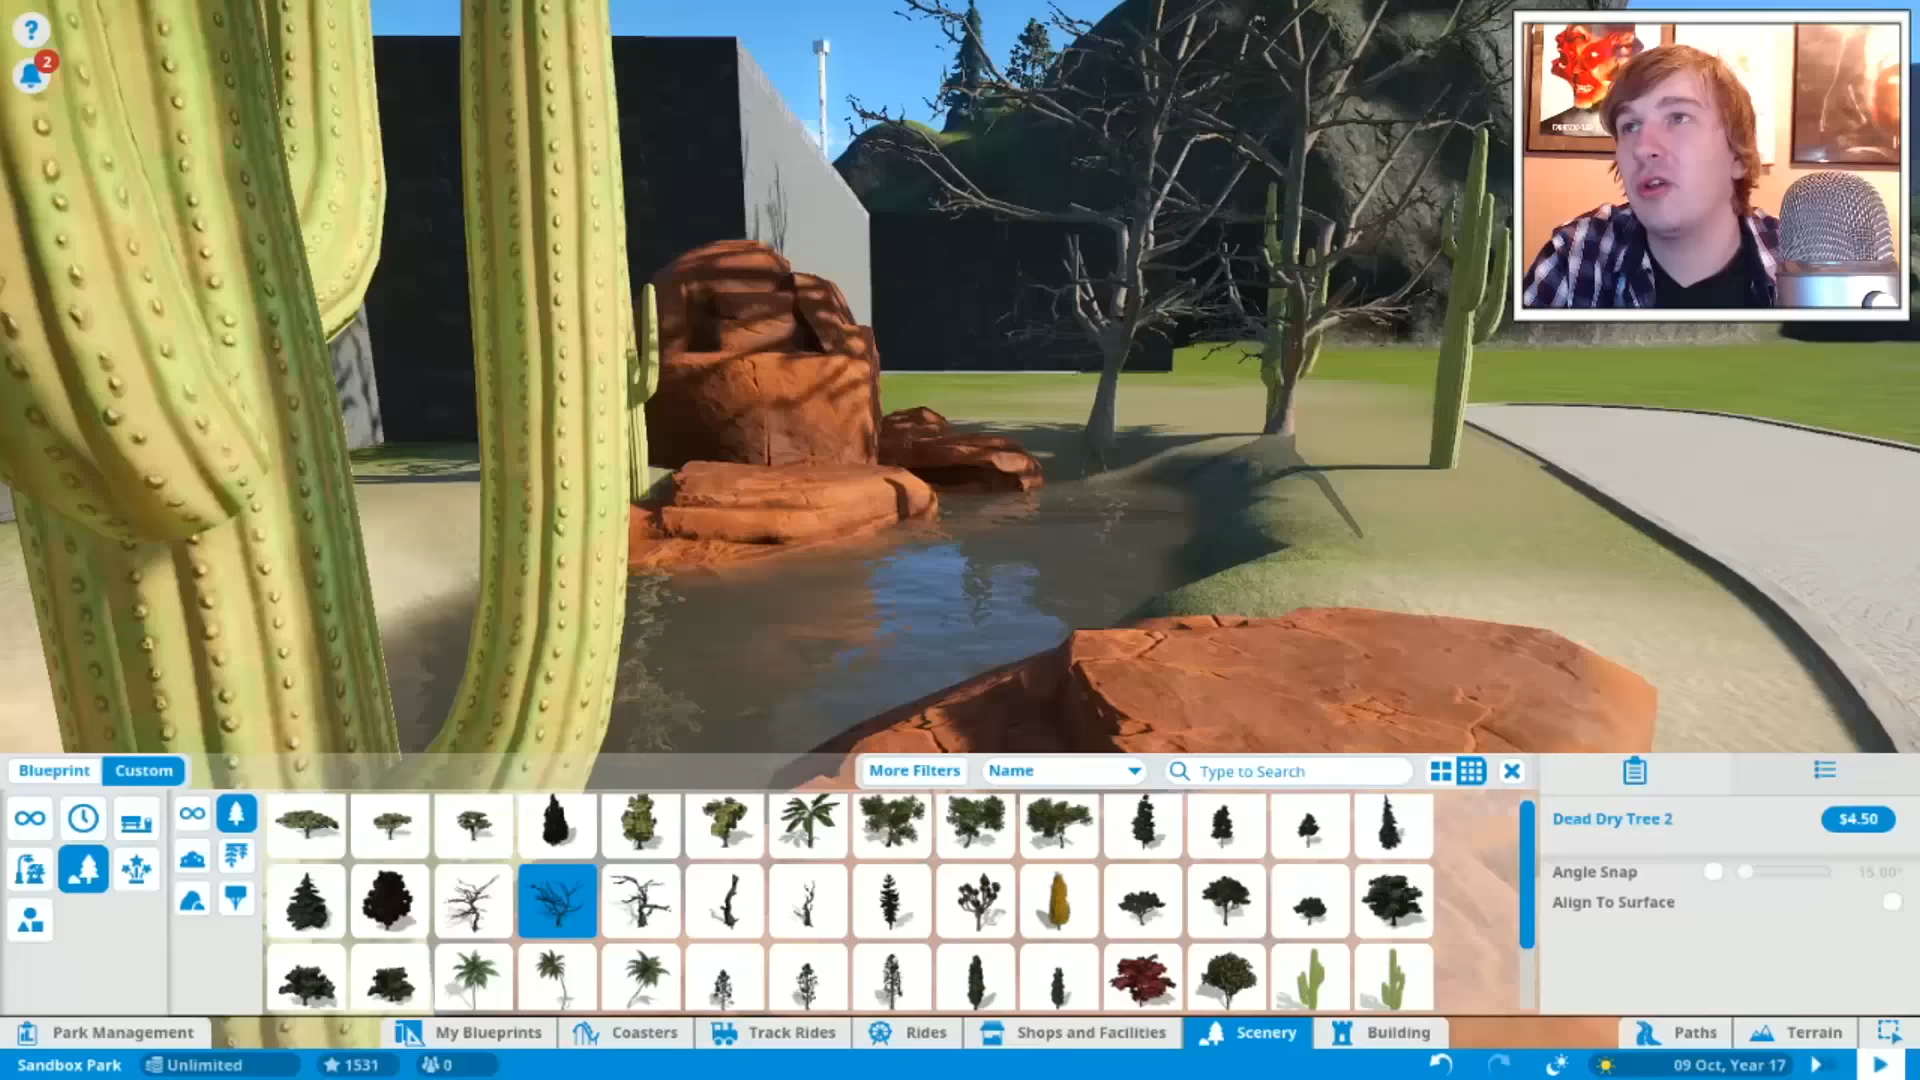 ?
2
Blueprint
Custom
More Filters
Name
Type to Search
Dead Dry Tree 2
$4.50
Angle Snap
15.00°
Align To Surface
Park Management
My Blueprints
Coasters
Track Rides
Rides
Shops and Facilities
Scenery
Building
Paths
Terrain
Sandbox Park
Unlimited
1531
0
09 Oct, Year 17